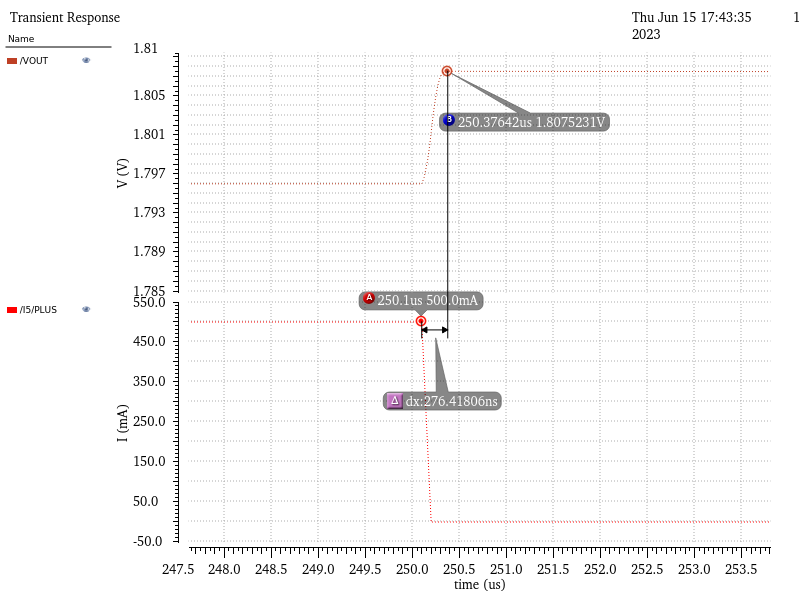 Transient Response
Thu Jun 15 17:43:35 2023
1
Name
/VOUT
/I5/PLUS
V (V)
1.81
1.805
1.801
1.797
1.793
1.789
1.785
B 250.37642us 1.8075231V
A 250.1us 500.0mA
Δ dx:276.41806ns
I (mA)
550.0
450.0
350.0
250.0
150.0
50.0
-50.0
247.5 248.0 248.5 249.0 249.5 250.0 250.5 251.0 251.5 252.0 252.5 253.0 253.5
time (us)